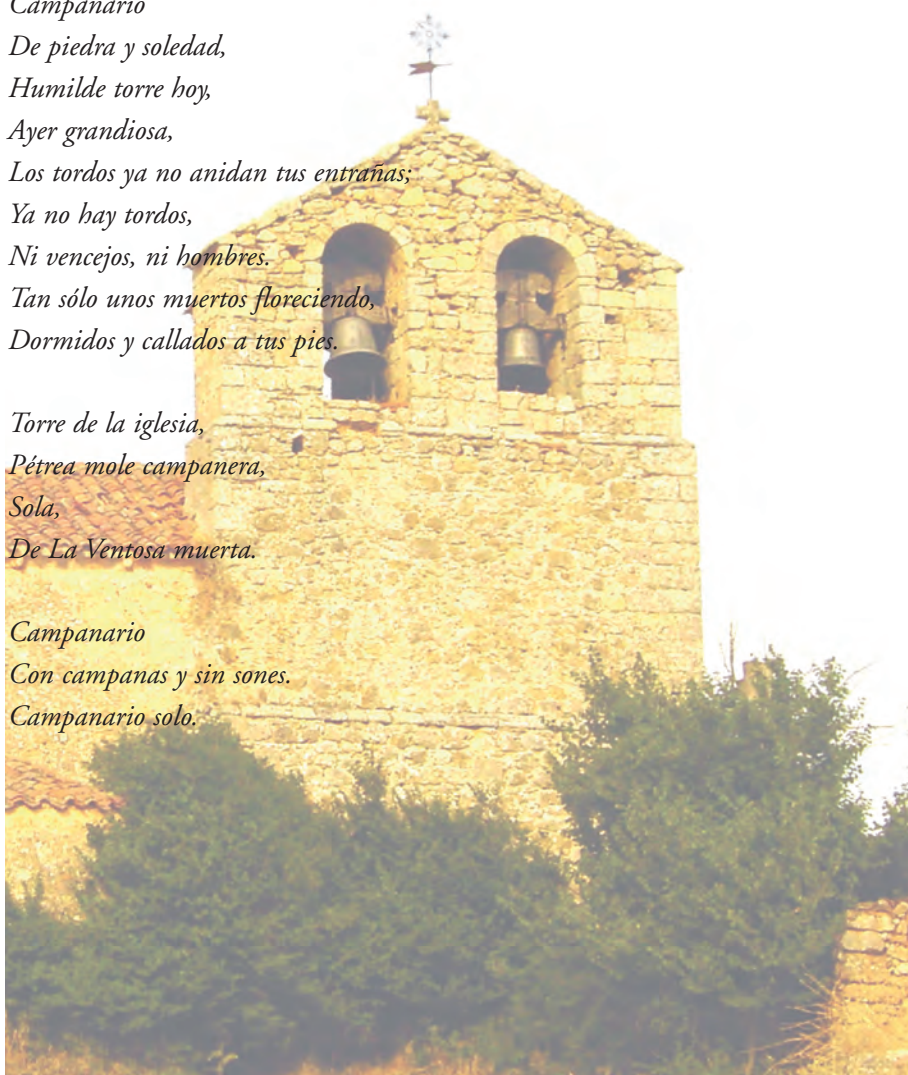 Campanario
De piedra y soledad,
Humilde torre hoy,
Ayer grandiosa,
Los tordos ya no anidan tus entrañas;
Ya no hay tordos,
Ni vencejos, ni hombres.
Tan sólo unos muertos floreciendo,
Dormidos y callados a tus pies.
Torre de la iglesia,
Pétrea mole campanera,
Sola,
De La Ventosa muerta.
Campanario
Con campanas y sin sones.
Campanario solo.